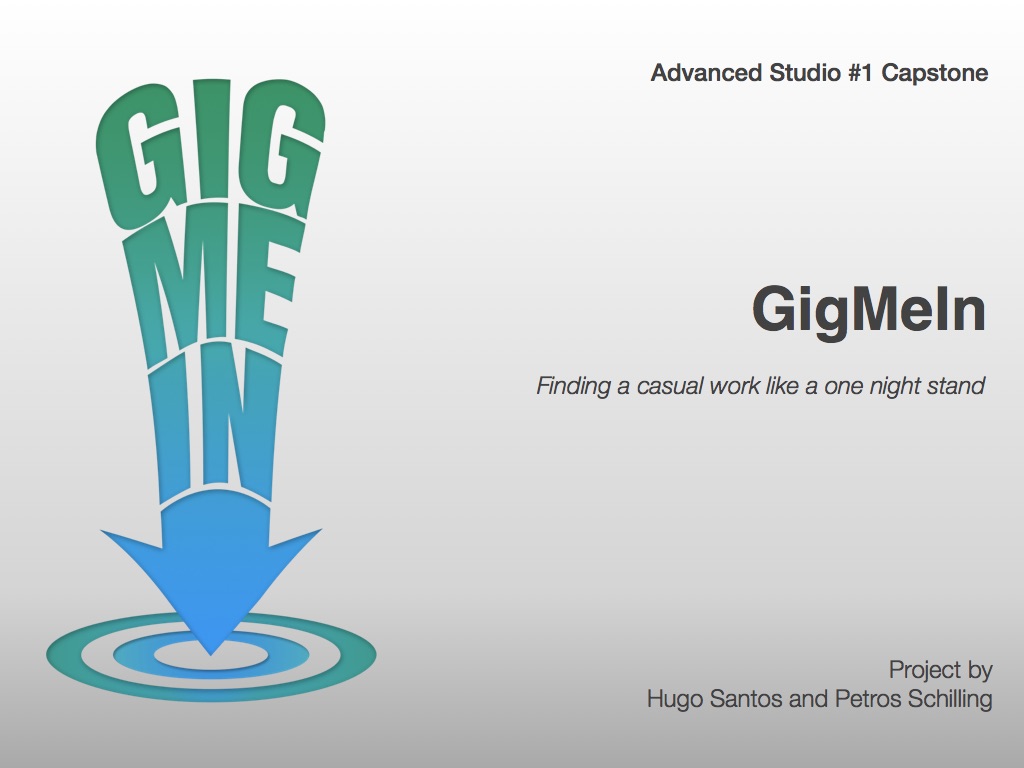 GIG
ME
IN
Advanced Studio #1 Capstone
GigMeIn
Finding a casual work like a one night stand
Project by
Hugo Santos and Petros Schilling